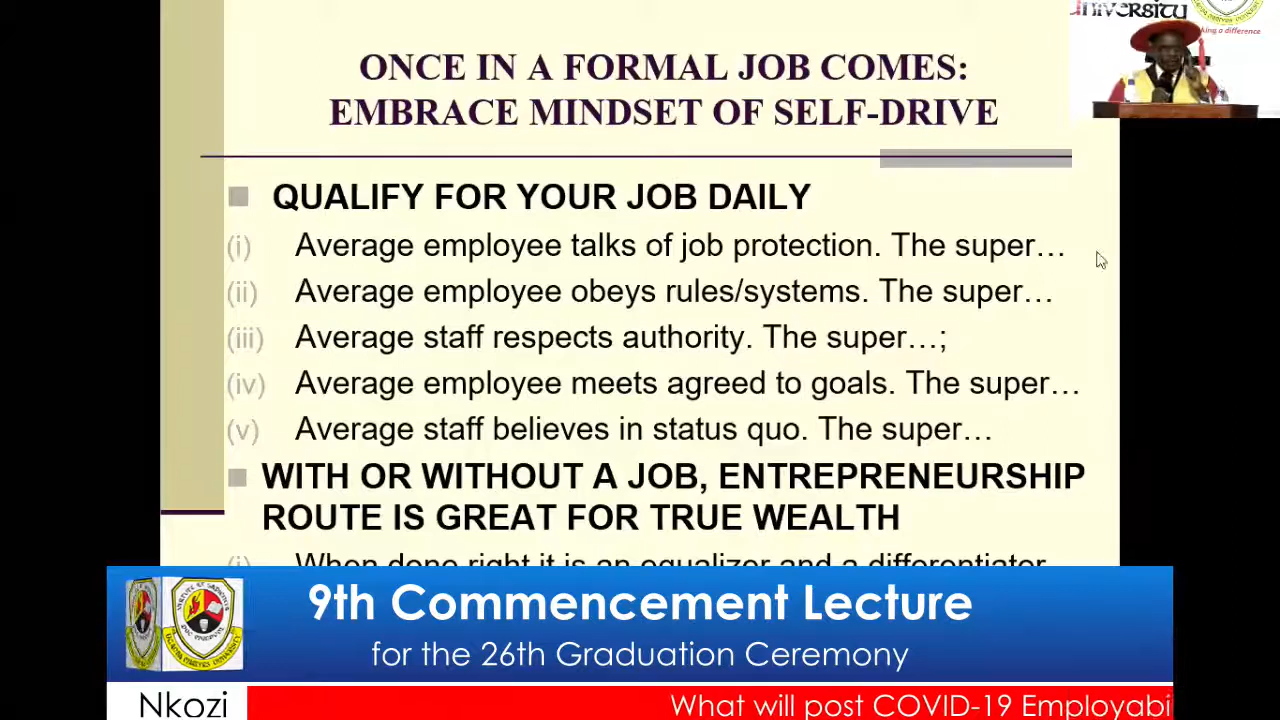 University
king a difference
ONCE IN A FORMAL JOB COMES:
EMBRACE MINDSET OF SELF-DRIVE
QUALIFY FOR YOUR JOB DAILY
(i) Average employee talks of job protection. The super…
(ii) Average employee obeys rules/systems. The super…
(iii) Average staff respects authority. The super…;
(iv) Average employee meets agreed to goals. The super…
(v) Average staff believes in status quo. The super…
WITH OR WITHOUT A JOB, ENTREPRENEURSHIP
ROUTE IS GREAT FOR TRUE WEALTH
(i) When done right it is an equalizer and a differentiator
9th Commencement Lecture
for the 26th Graduation Ceremony
Nkozi
What will post COVID-19 Employabi